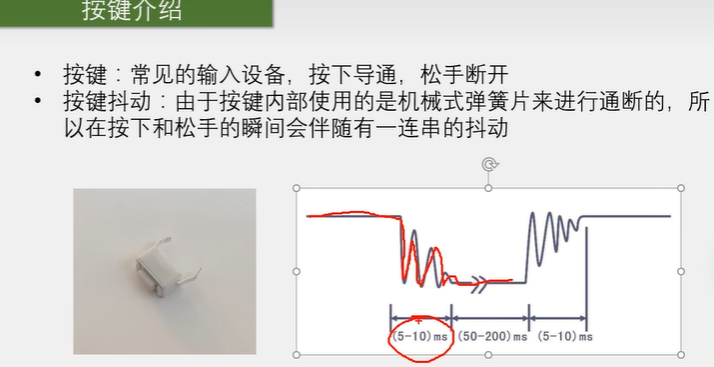 按键介绍
• 按键：常见的输入设备，按下导通，松手断开
• 按键抖动：由于按键内部使用的是机械式弹簧片来进行通断的，所
以在按下和松手的瞬间会伴随有一连串的抖动
(5-10)ms (50-200)ms (5-10)ms